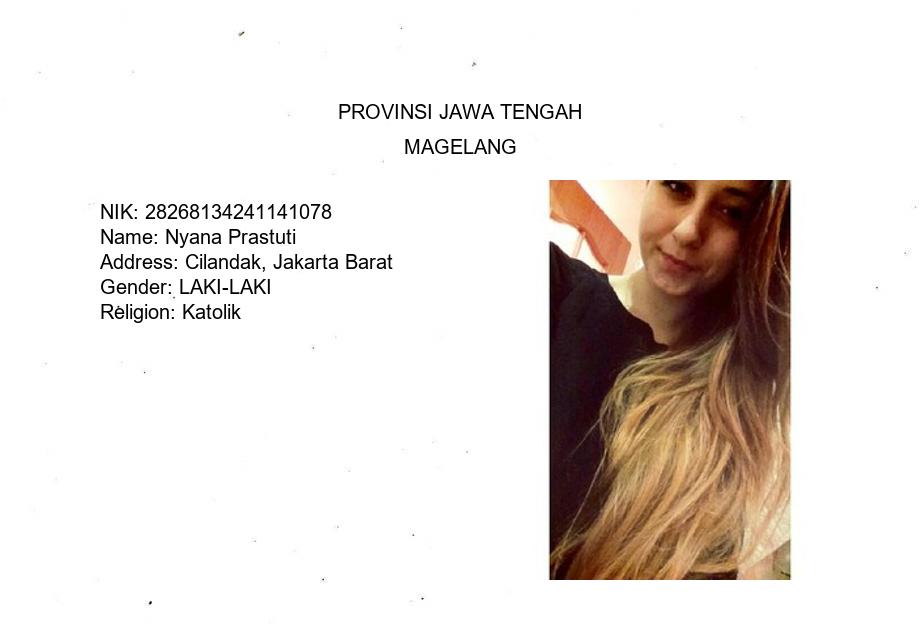 PROVINSI JAWA TENGAH
MAGELANG
NIK: 28268134241141078
Name: Nyana Prastuti
Address: Cilandak, Jakarta Barat
Gender: LAKI-LAKI
Religion: Katolik